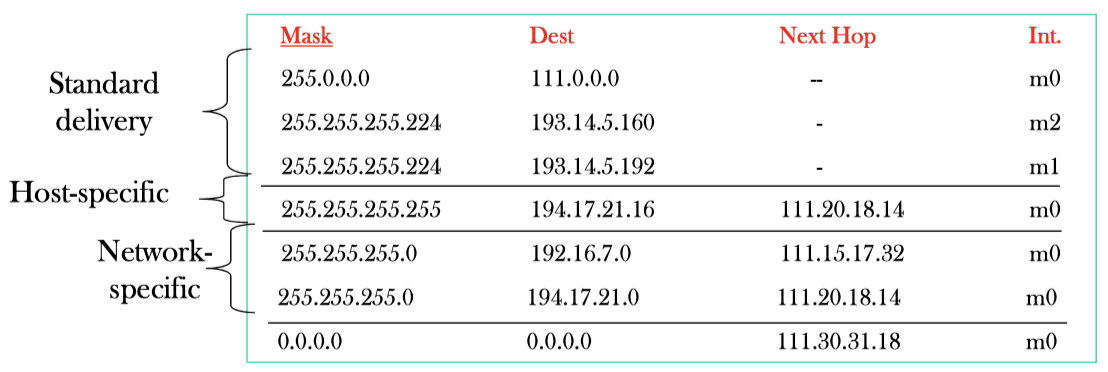 Mask Dest Next Hop Int.
Standard delivery
255.0.0.0 111.0.0.0 -- m0
255.255.255.224 193.14.5.160 - m2
255.255.255.224 193.14.5.192 - m1
Host-specific
255.255.255.255 194.17.21.16 111.20.18.14 m0
Network-
specific
255.255.255.0 192.16.7.0 111.15.17.32 m0
255.255.255.0 194.17.21.0 111.20.18.14 m0
0.0.0.0 0.0.0.0 111.30.31.18 m0